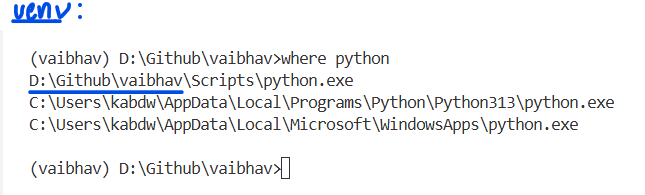 venv:
(vaibhav) D:\Github\vaibhav>where python
D:\Github\vaibhav\Scripts\python.exe
C:\Users\kabdw\AppData\Local\Programs\Python\Python313\python.exe
C:\Users\kabdw\AppData\Local\Microsoft\WindowsApps\python.exe
(vaibhav) D:\Github\vaibhav>